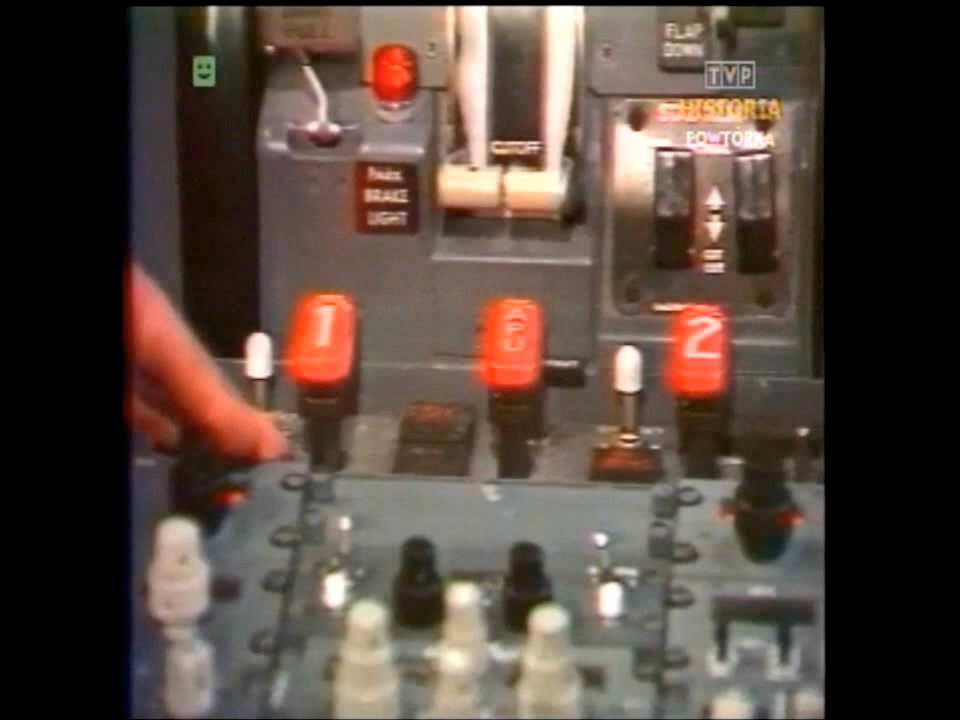 FLAP
DOWN
TVP
HISTORIA
POWTÓRKA
CUTOFF
PARK
BRAKE
LIGHT
1
APU
2